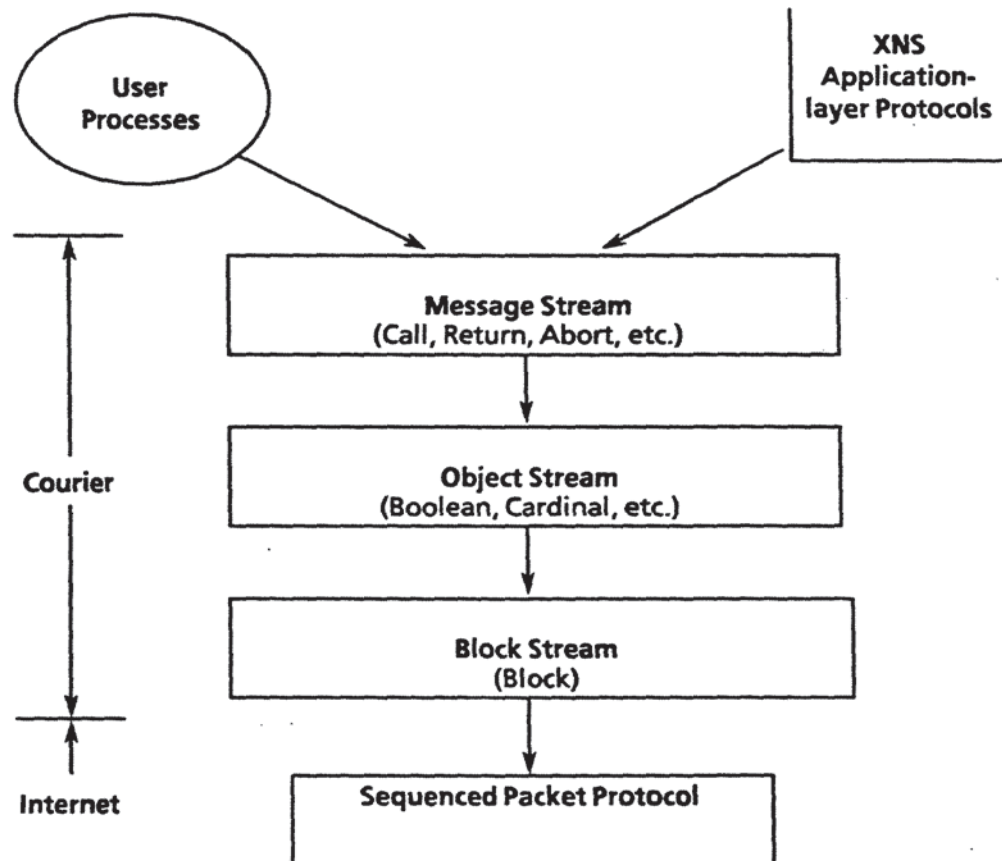 User
Processes
XNS
Application-
layer Protocols
Message Stream
(Call, Return, Abort, etc.)
Object Stream
(Boolean, Cardinal, etc.)
Courier
Block Stream
(Block)
Internet
Sequenced Packet Protocol